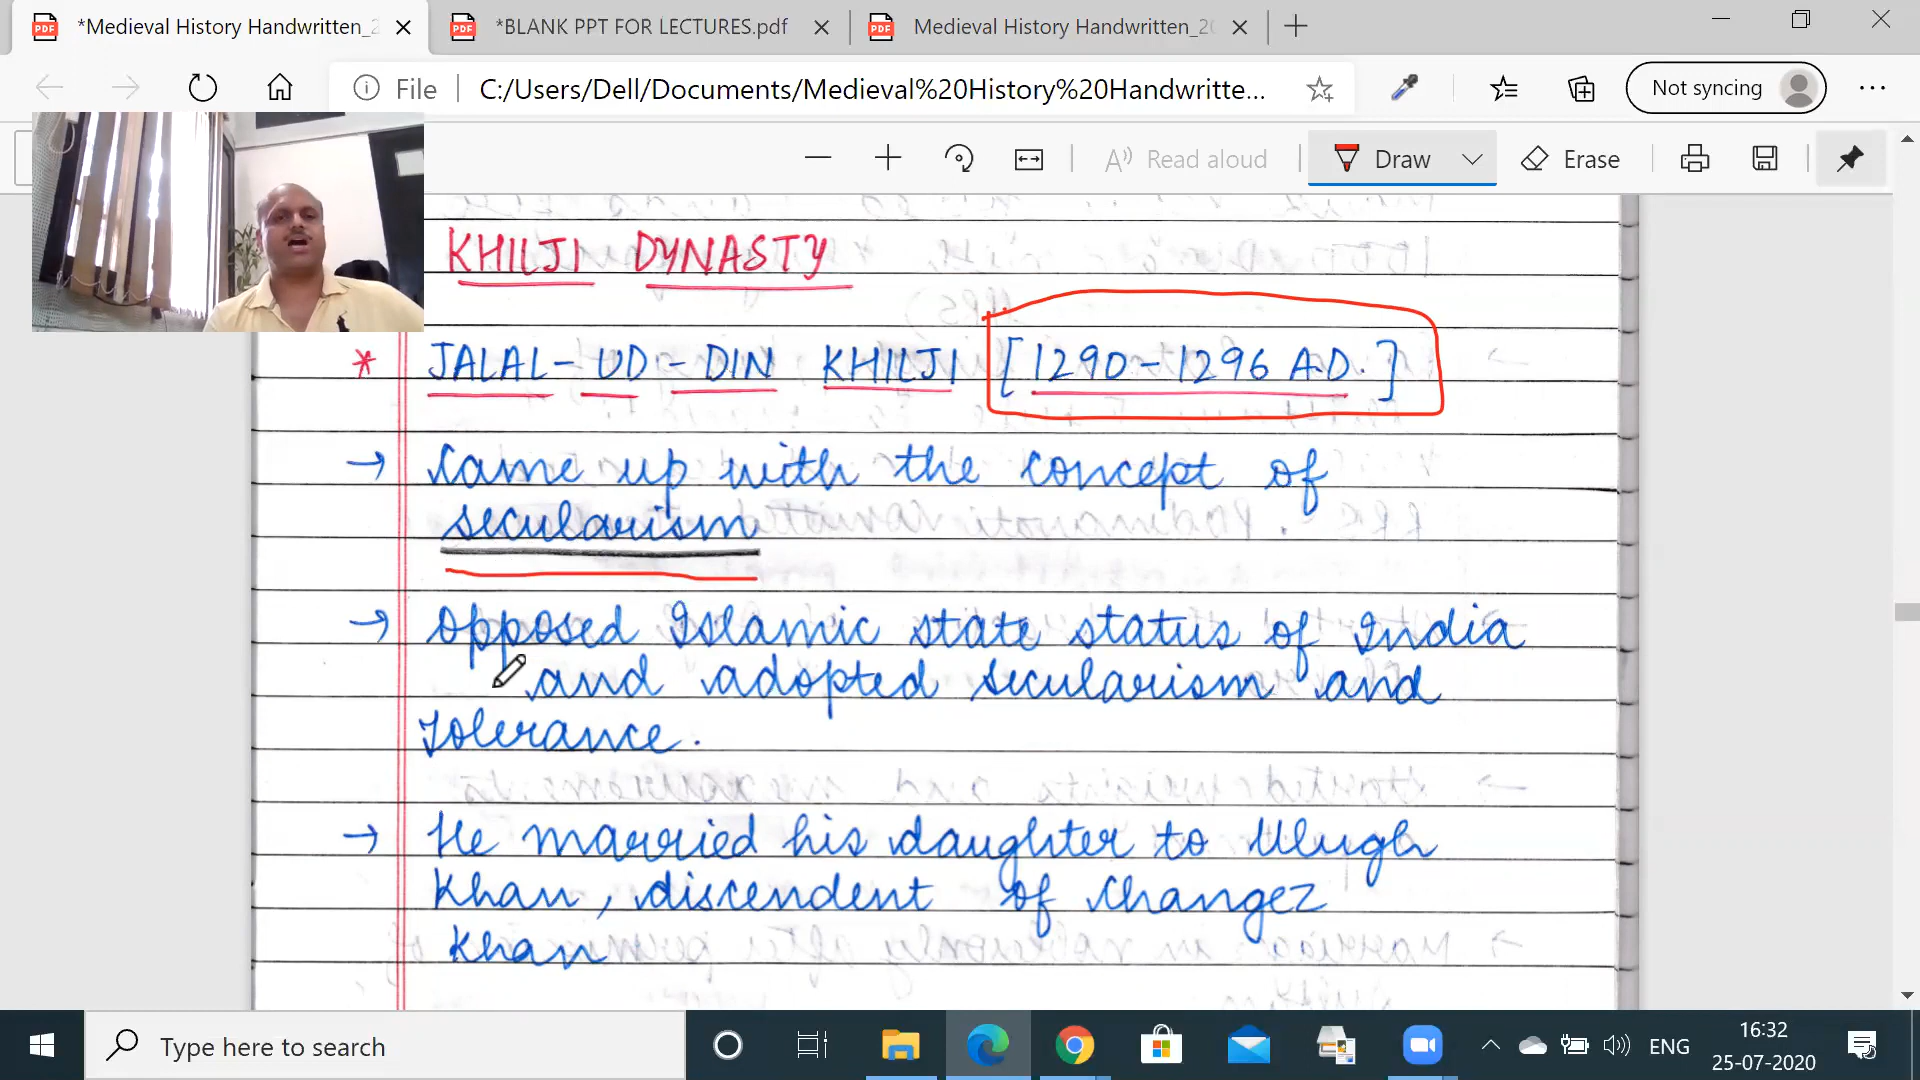 *Medieval History Handwritten_2
*BLANK PPT FOR LECTURES.pdf
Medieval History Handwritten_20
File
C:/Users/Dell/Documents/Medieval%20History%20Handwritte...
Not syncing
Read aloud
Draw
Erase
KHILJI DYNASTY
* JALAL-UD-DIN KHILJI [1290-1296 A.D.]
→ Came up with the concept of
secularism
→ Opposed Islamic state status of India
and adopted secularism and
tolerance.
→ He married his daughter to Ulugh
Khan, discendent of Changez
Khan
Type here to search
ENG
16:32
25-07-2020